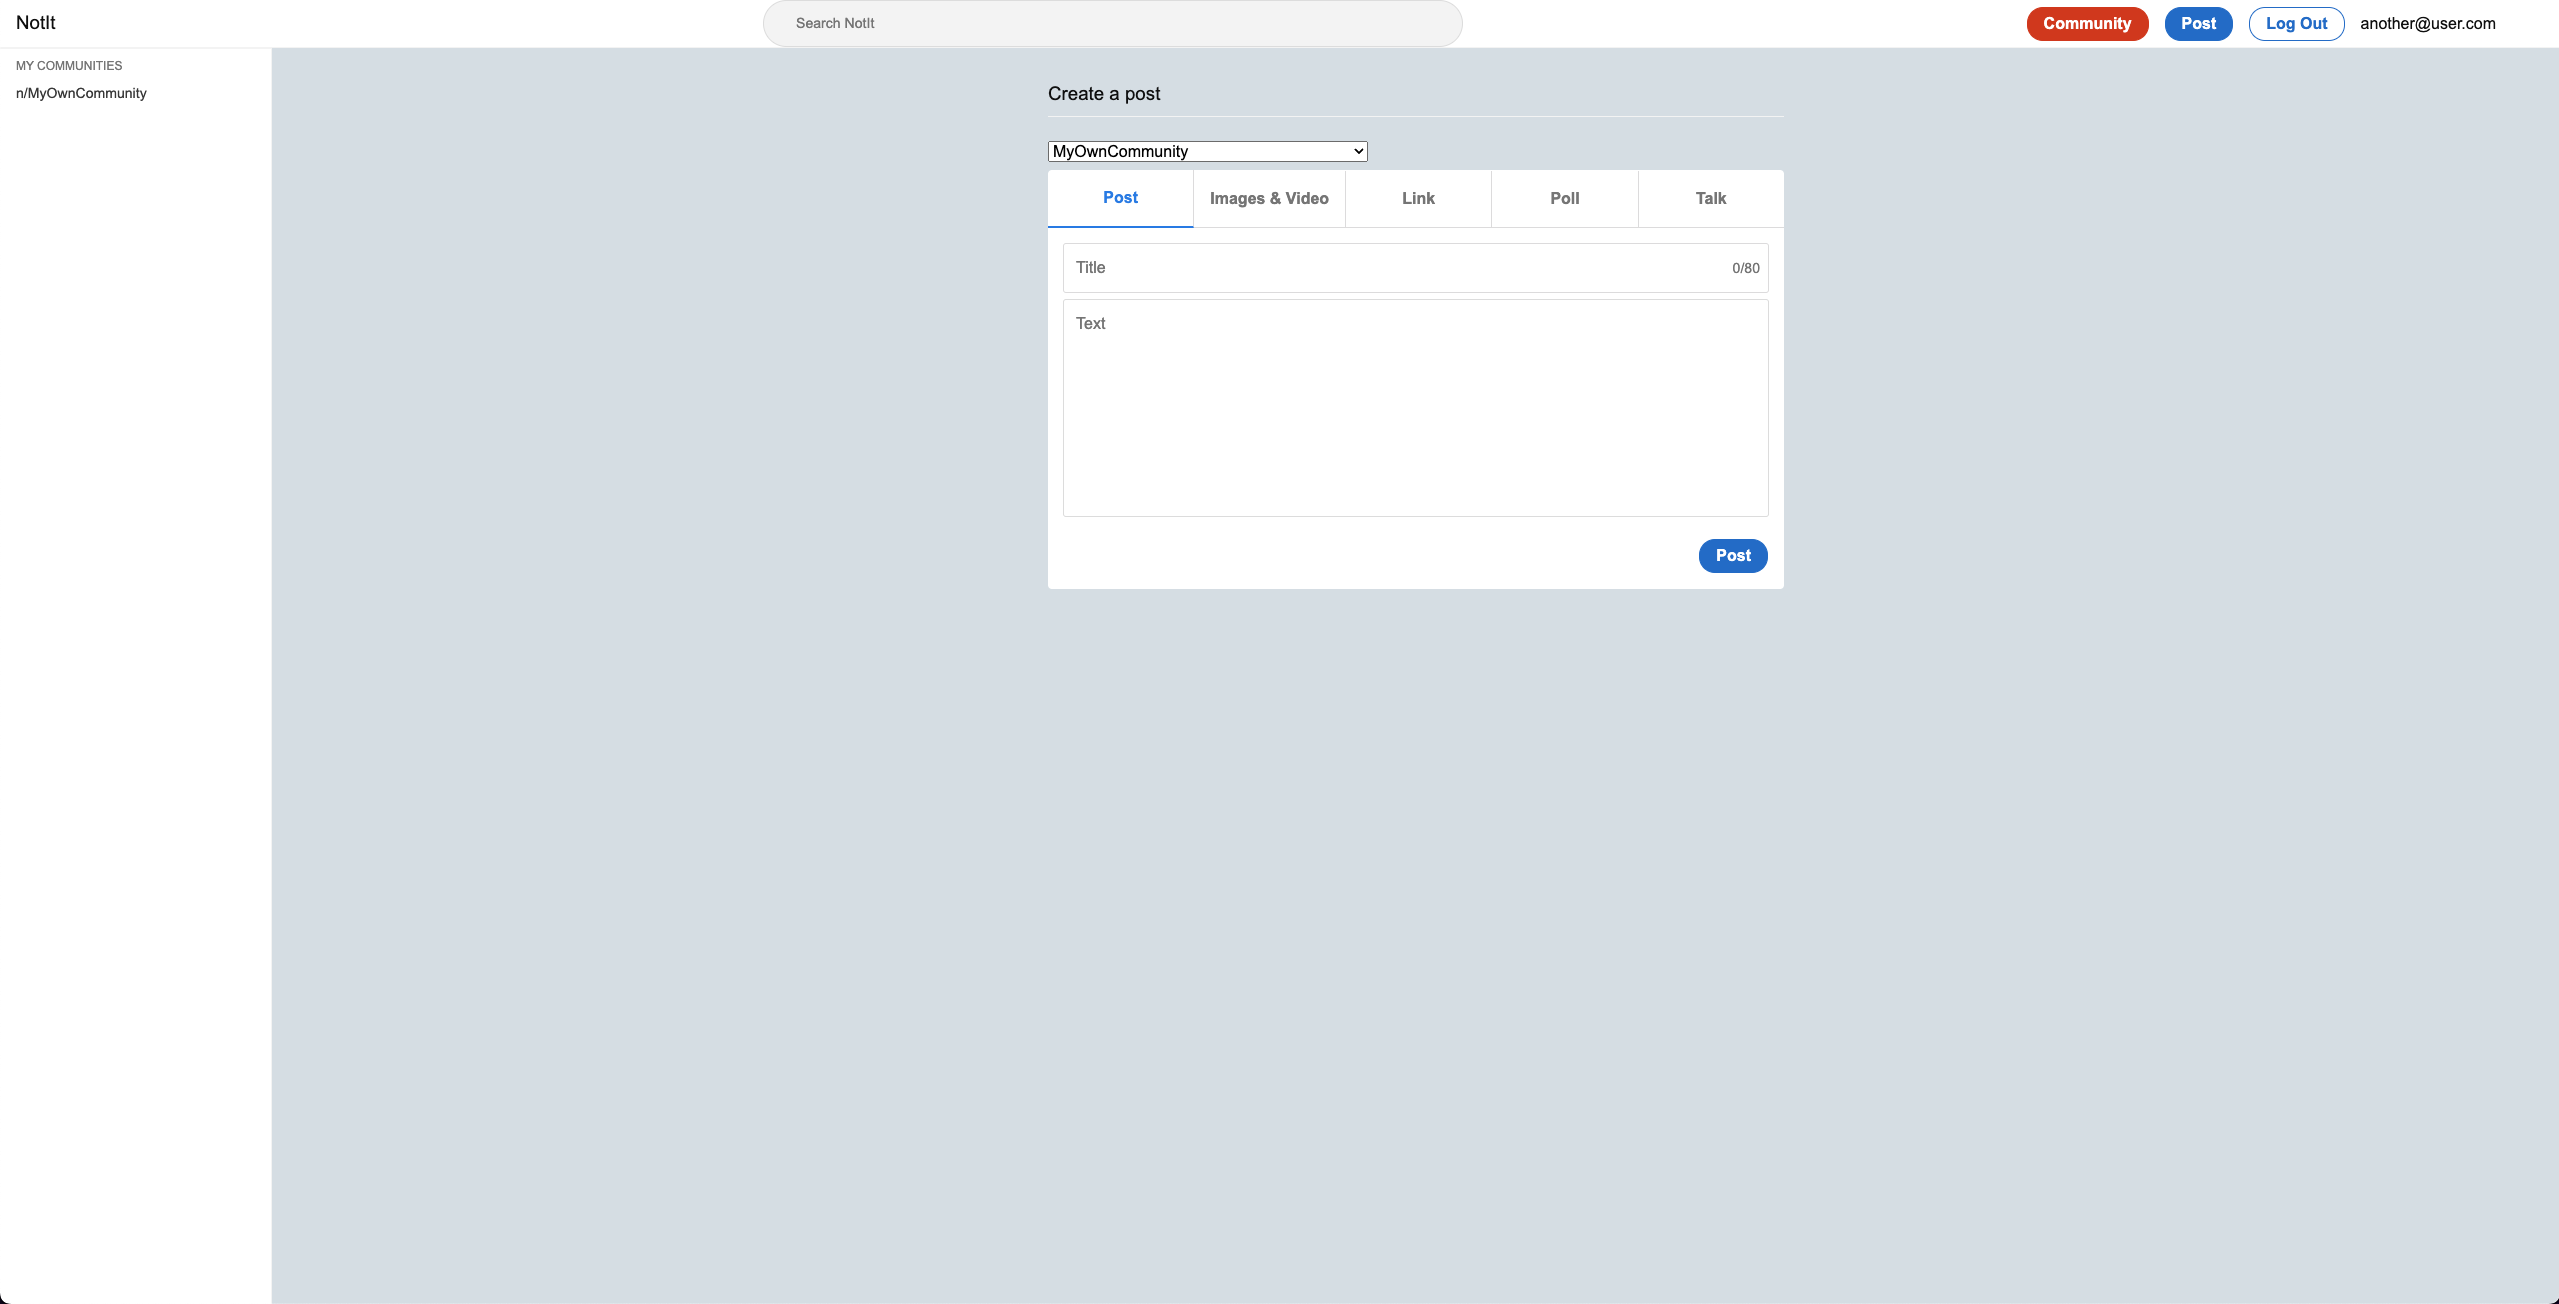 NotIt
Search NotIt
Community
Post
Log Out
another@user.com
MY COMMUNITIES
n/MyOwnCommunity
Create a post
MyOwnCommunity
Post
Images & Video
Link
Poll
Talk
Title
0/80
Text
Post